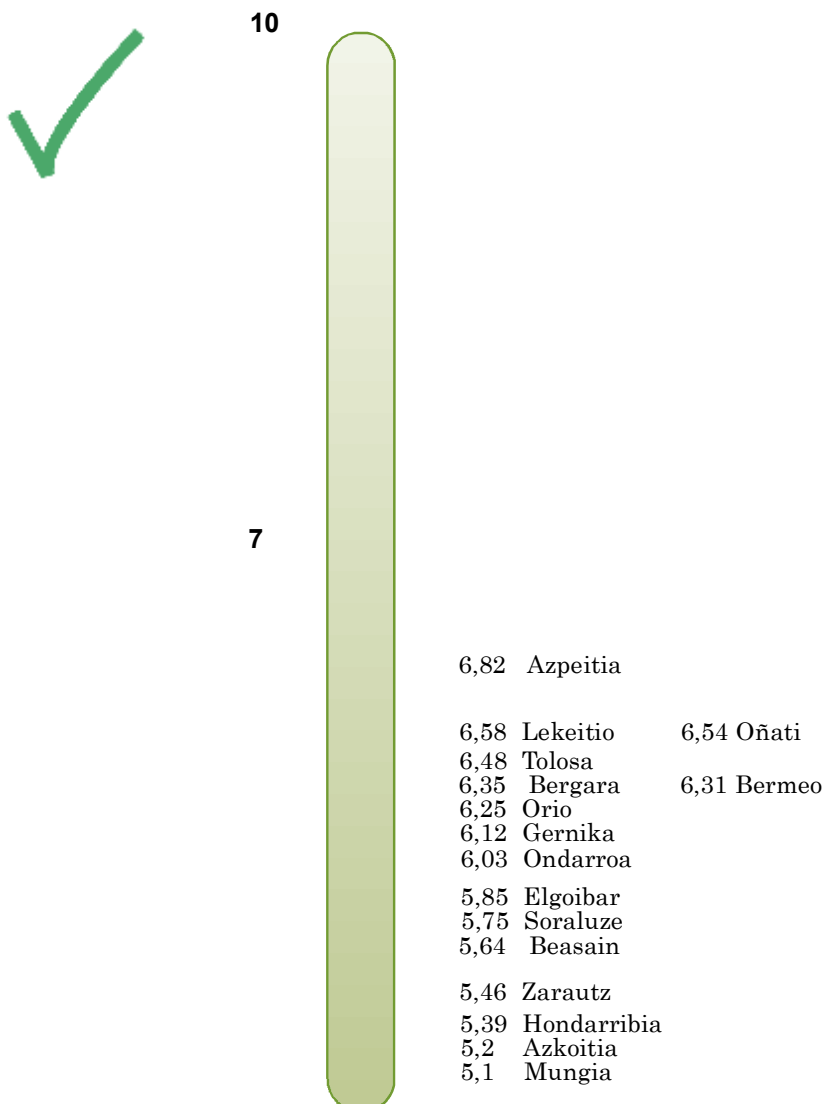 10
7
6,82 Azpeitia
6,58 Lekeitio 6,54 Oñati
6,48 Tolosa
6,35 Bergara 6,31 Bermeo
6,25 Orio
6,12 Gernika
6,03 Ondarroa
5,85 Elgoibar
5,75 Soraluze
5,64 Beasain
5,46 Zarautz
5,39 Hondarribia
5,2 Azkoitia
5,1 Mungia